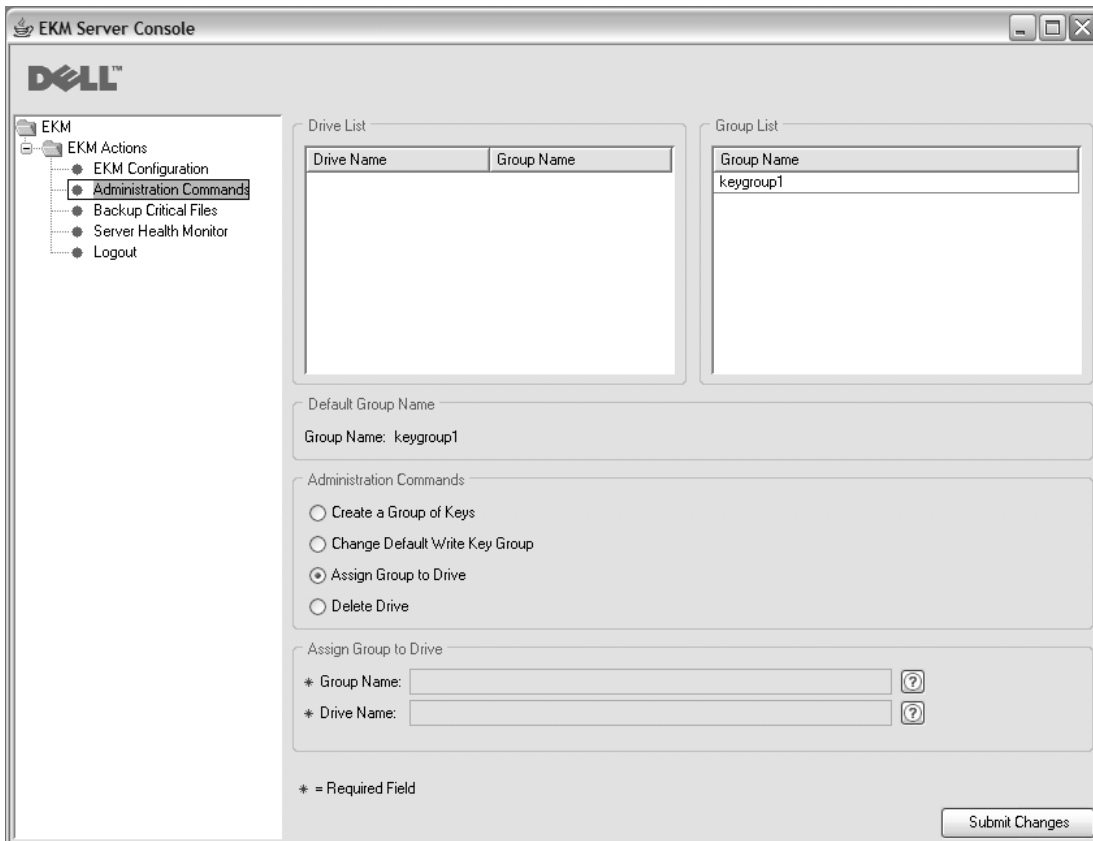 EKM Server Console
DELL™
EKM
EKM Actions
EKM Configuration
Administration Commands
Backup Critical Files
Server Health Monitor
Logout
Drive List
Drive Name
Group Name
Group List
Group Name
keygroup1
Default Group Name
Group Name: keygroup1
Administration Commands
Create a Group of Keys
Change Default Write Key Group
Assign Group to Drive
Delete Drive
Assign Group to Drive
* Group Name:
?
* Drive Name:
?
* = Required Field
Submit Changes